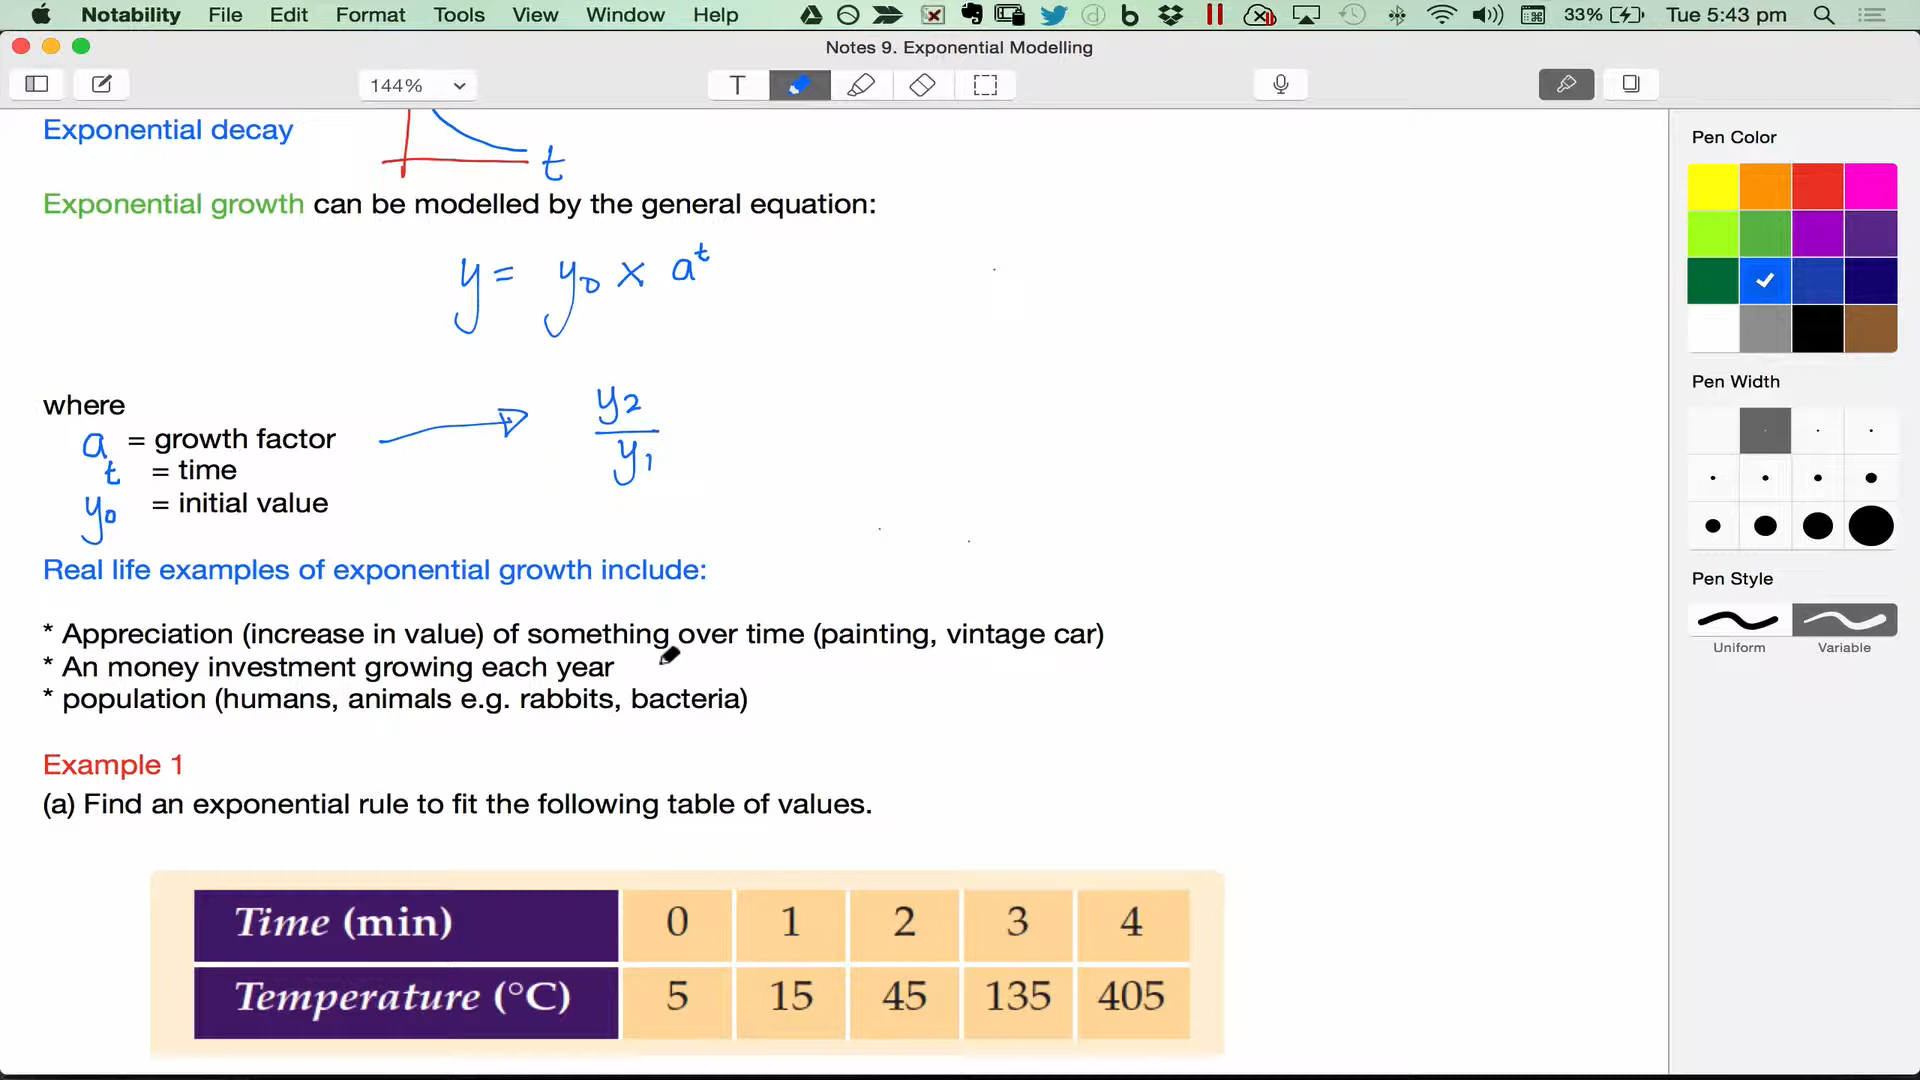 Notability File Edit Format Tools View Window Help 33% Tue 5:43 pm
Notes 9. Exponential Modelling
144% T
Exponential decay
t
Exponential growth can be modelled by the general equation:
y = y₀ × aᵗ
where
a = growth factor
t = time
y₀ = initial value
y₂
y₁
Real life examples of exponential growth include:
* Appreciation (increase in value) of something over time (painting, vintage car)
* An money investment growing each year
* population (humans, animals e.g. rabbits, bacteria)
Example 1
(a) Find an exponential rule to fit the following table of values.
Time (min) 0 1 2 3 4
Temperature (°C) 5 15 45 135 405
Pen Color
Pen Width
Pen Style
Uniform Variable